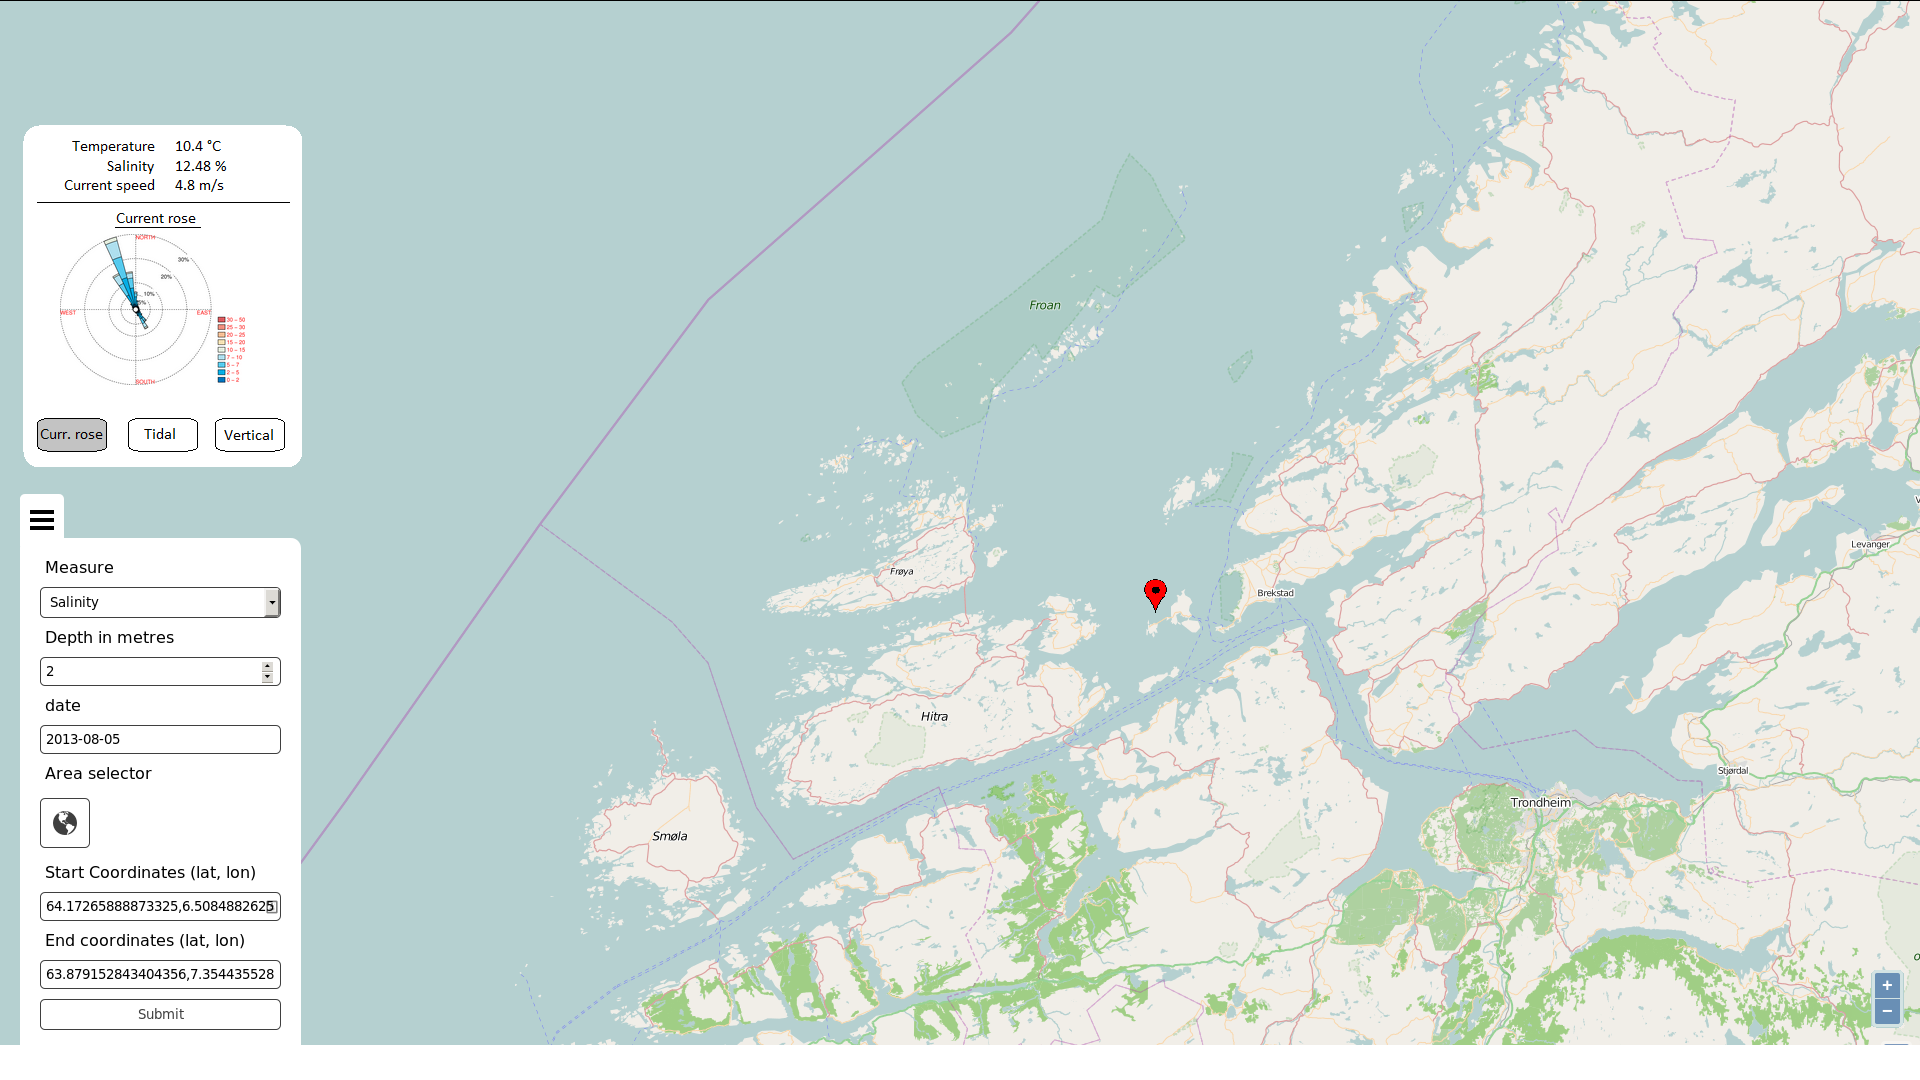 Temperature 10.4 °C
Salinity 12.48 %
Current speed 4.8 m/s
Current rose
NORTH
30%
20%
10%
5%
WEST
EAST
SOUTH
30 – 50
25 – 30
20 – 25
15 – 20
10 – 15
7 – 10
5 – 7
2 – 5
0 – 2
Curr. rose
Tidal
Vertical
Measure
Salinity
Depth in metres
2
date
2013-08-05
Area selector
Start Coordinates (lat, lon)
64.17265888873325,6.5084882625
End coordinates (lat, lon)
63.879152843404356,7.354435528
Submit
Froan
Frøya
Brekstad
Levanger
Hitra
Stjørdal
Trondheim
Smøla
+
−